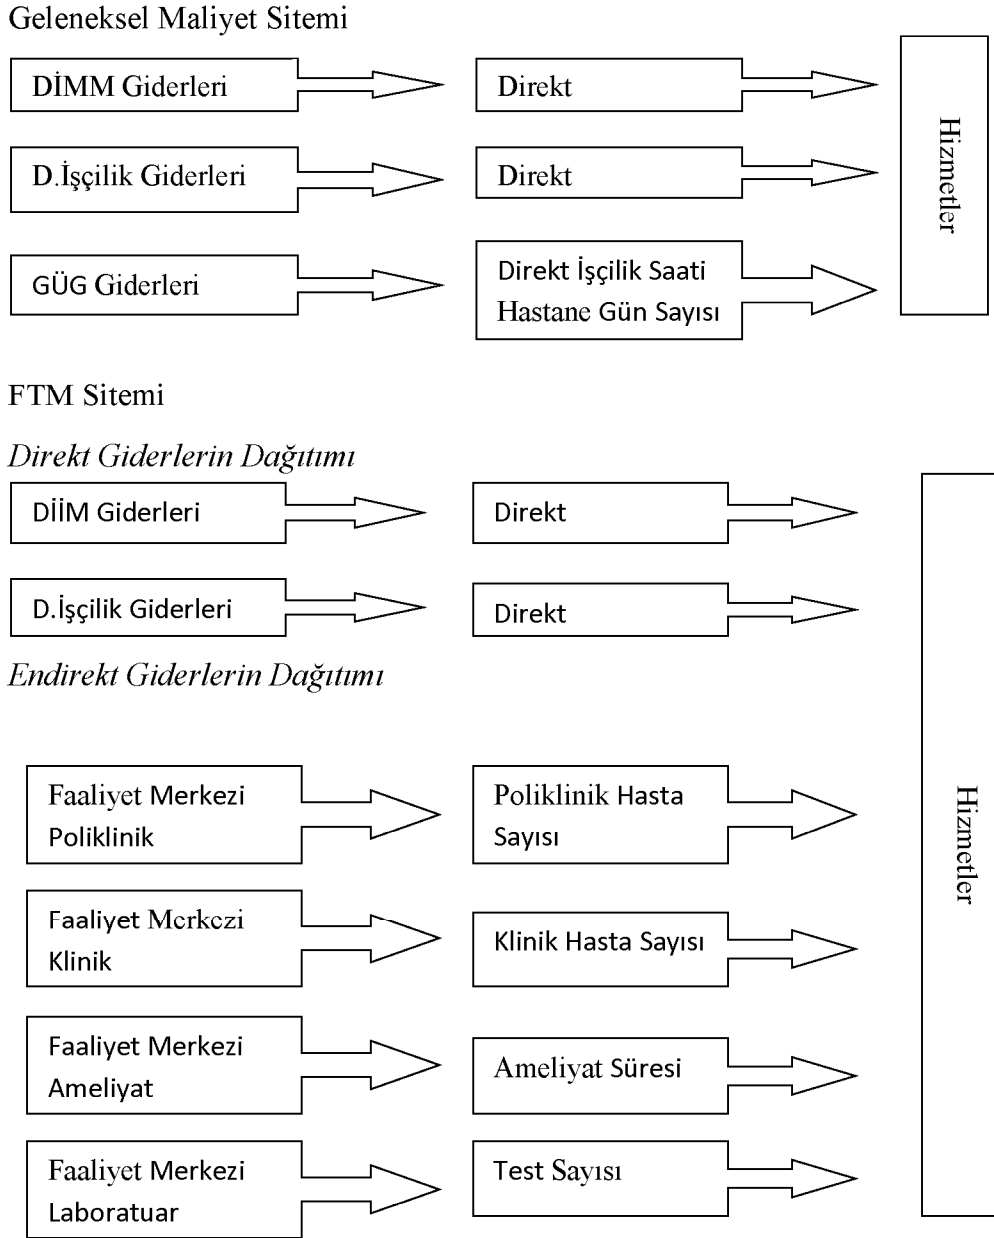 Geleneksel Maliyet Sitemi
DİMM Giderleri
Direkt
D.İşçilik Giderleri
Direkt
GÜG Giderleri
Direkt İşçilik Saati
Hastane Gün Sayısı
Hizmetler
FTM Sitemi
Direkt Giderlerin Dağıtımı
DİİM Giderleri
Direkt
D.İşçilik Giderleri
Direkt
Endirekt Giderlerin Dağıtımı
Faaliyet Merkezi
Poliklinik
Poliklinik Hasta
Sayısı
Faaliyet Merkezi
Klinik
Klinik Hasta Sayısı
Faaliyet Merkezi
Ameliyat
Ameliyat Süresi
Faaliyet Merkezi
Laboratuar
Test Sayısı
Hizmetler